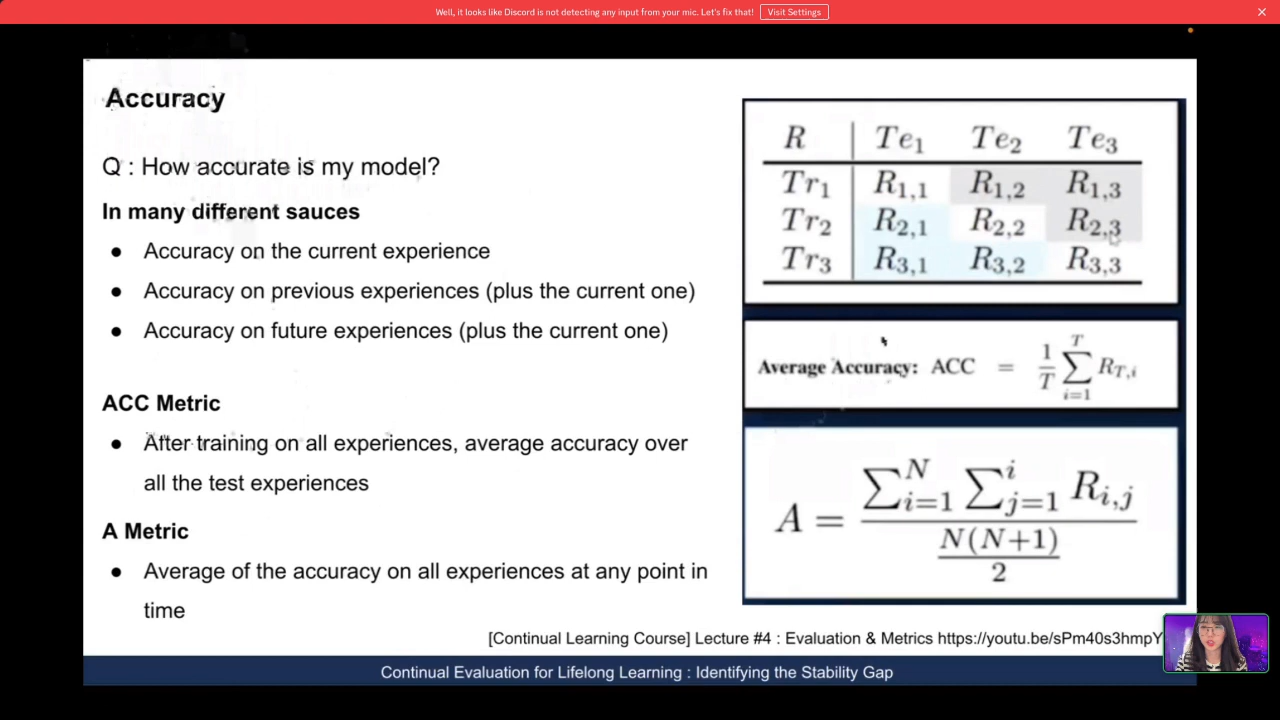 Well, it looks like Discord is not detecting any input from your mic. Let's fix that! Visit Settings
Accuracy
Q : How accurate is my model?
In many different sauces
● Accuracy on the current experience
● Accuracy on previous experiences (plus the current one)
● Accuracy on future experiences (plus the current one)
ACC Metric
● After training on all experiences, average accuracy over
all the test experiences
A Metric
● Average of the accuracy on all experiences at any point in
time
R | Te₁ Te₂ Te₃
Tr₁ | R₁,₁ R₁,₂ R₁,₃
Tr₂ | R₂,₁ R₂,₂ R₂,₃
Tr₃ | R₃,₁ R₃,₂ R₃,₃
Average Accuracy: ACC = \frac{1}{T} \sum_{i=1}^{T} R_{T,i}
A = \frac{\sum_{i=1}^{N} \sum_{j=1}^{i} R_{i,j}}{\frac{N(N+1)}{2}}
[Continual Learning Course] Lecture #4 : Evaluation & Metrics https://youtu.be/sPm40s3hmpY
Continual Evaluation for Lifelong Learning : Identifying the Stability Gap